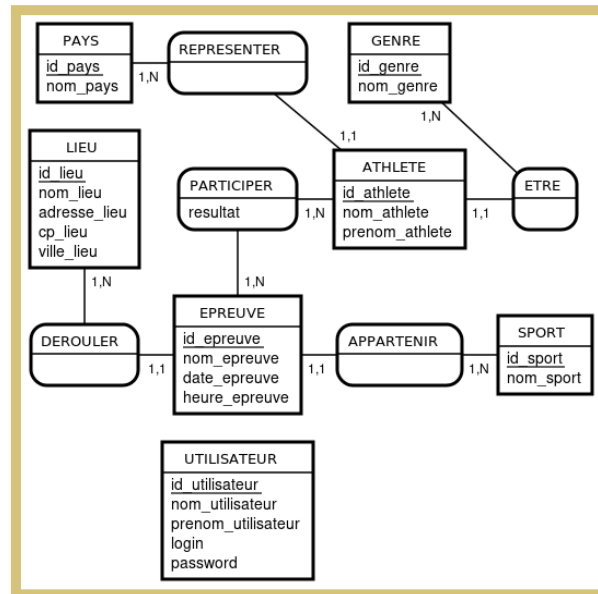 PAYS
id_pays
nom_pays
1,N
REPRESENTER
GENRE
id_genre
nom_genre
1,N
1,1
LIEU
id_lieu
nom_lieu
adresse_lieu
cp_lieu
ville_lieu
1,N
PARTICIPER
resultat
1,N
1,N
ATHLETE
id_athlete
nom_athlete
prenom_athlete
1,1
ETRE
DEROULER
1,1
EPREUVE
id_epreuve
nom_epreuve
date_epreuve
heure_epreuve
1,1
APPARTENIR
1,N
SPORT
id_sport
nom_sport
UTILISATEUR
id_utilisateur
nom_utilisateur
prenom_utilisateur
login
password